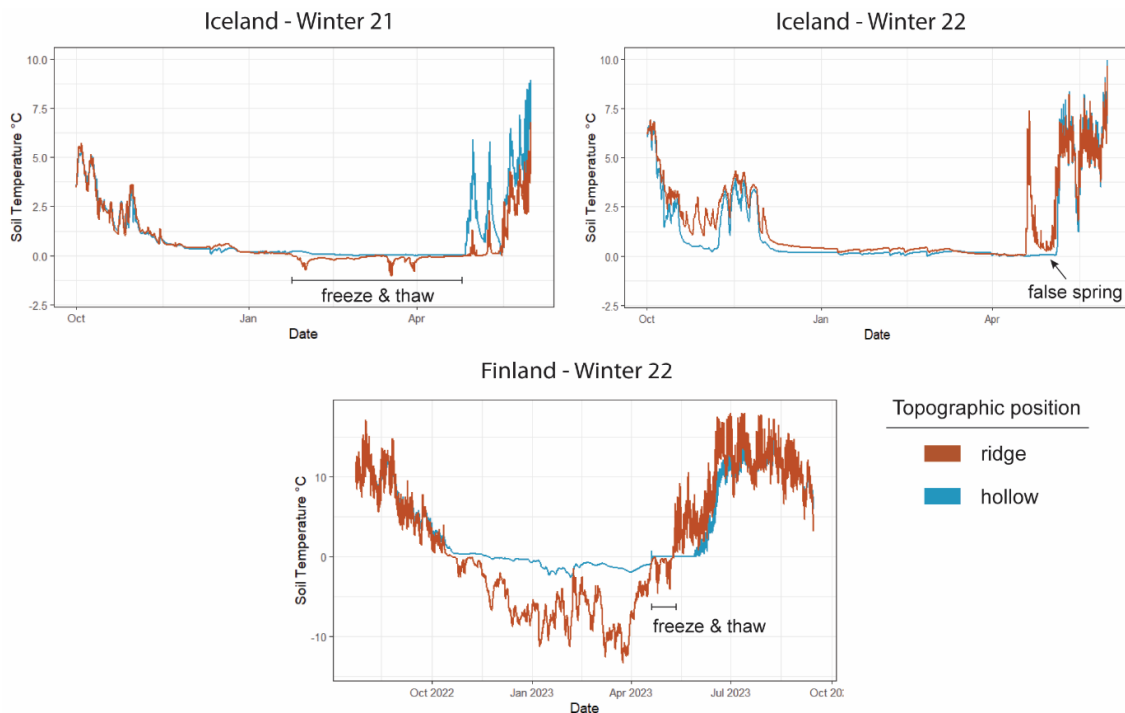 Iceland - Winter 21
10.0
7.5
5.0
2.5
0.0
-2.5
Soil Temperature °C
freeze & thaw
Oct
Jan
Apr
Date
Iceland - Winter 22
10.0
7.5
5.0
2.5
0.0
-2.5
Soil Temperature °C
false spring
Oct
Jan
Apr
Date
Finland - Winter 22
10
0
-10
Soil Temperature °C
freeze & thaw
Oct 2022
Jan 2023
Apr 2023
Jul 2023
Oct 202
Date
Topographic position
ridge
hollow